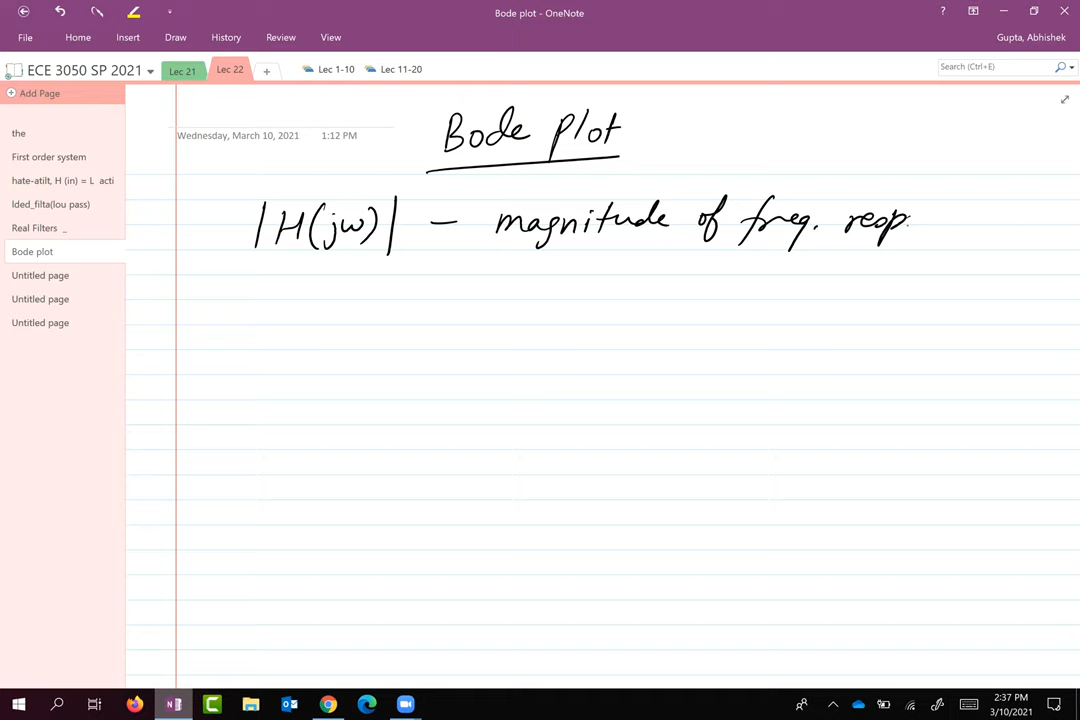 Bode plot - OneNote
?
File
Home
Insert
Draw
History
Review
View
Gupta, Abhishek
ECE 3050 SP 2021
Lec 21
Lec 22
+
Lec 1-10
Lec 11-20
Search (Ctrl+E)
Add Page
the
First order system
hate-atilt, H (in) = L acti
lded_filta(lou pass)
Real Filters _
Bode plot
Untitled page
Untitled page
Untitled page
Wednesday, March 10, 2021 1:12 PM
Bode plot
|H(jω)| — magnitude of freq. resp.
2:37 PM
3/10/2021